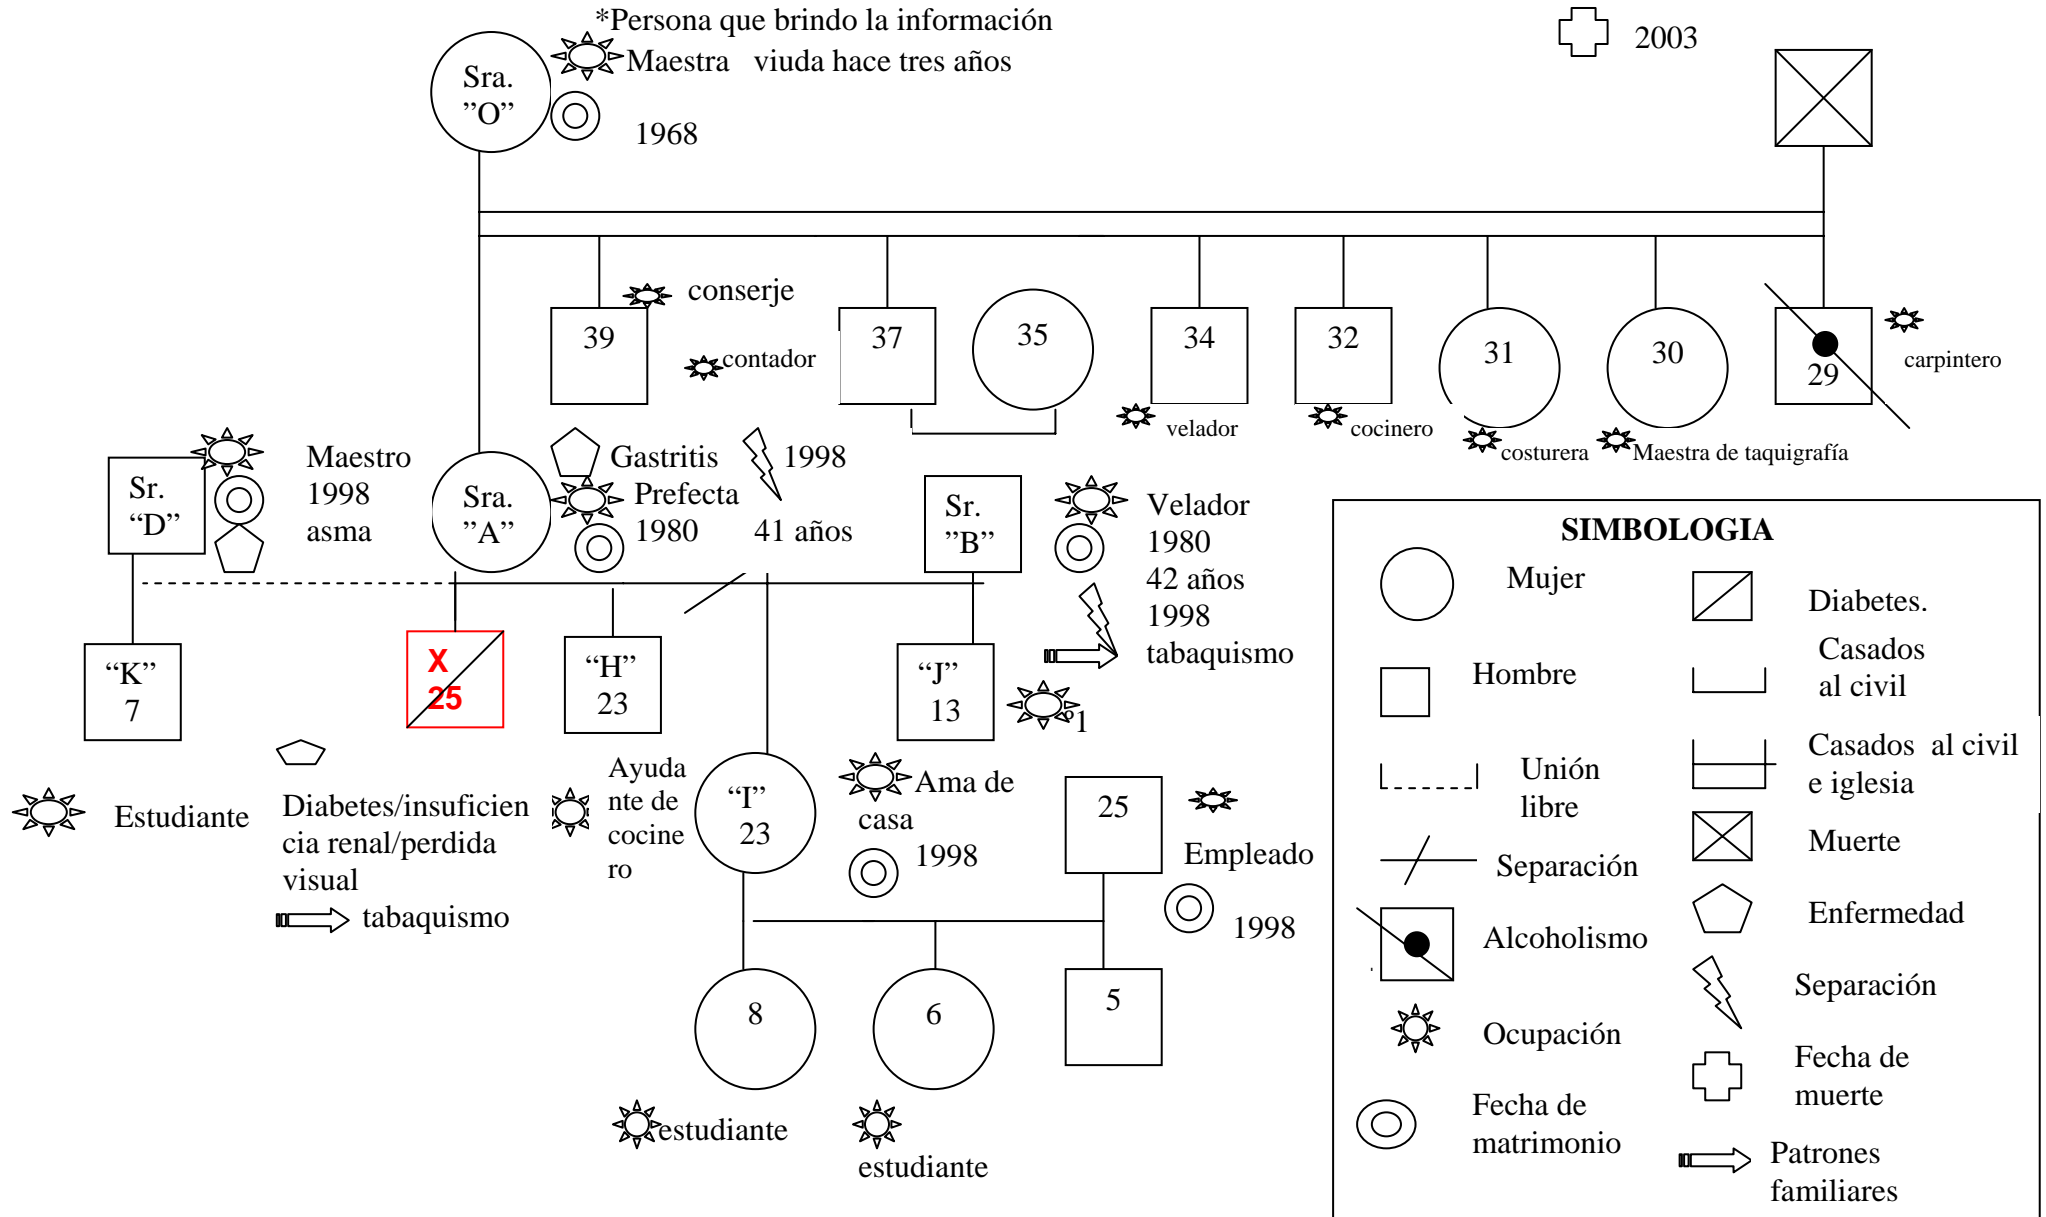 *Persona que brindo la información
Maestra viuda hace tres años
2003
Sra.
”O”
1968
conserje
39
contador
37
35
34
32
31
30
29
carpintero
velador
cocinero
costurera
Maestra de taquigrafía
Sr.
“D”
Maestro
1998
asma
Sra.
”A”
Gastritis
Prefecta
1980
1998
41 años
Sr.
”B”
Velador
1980
42 años
1998
tabaquismo
“K”
7
X
25
“H”
23
“J”
13
°1
Estudiante
Diabetes/insuficien
cia renal/perdida
visual
tabaquismo
Ayuda
nte de
cocine
ro
“I”
23
Ama de
casa
1998
25
Empleado
1998
8
6
5
estudiante
estudiante
SIMBOLOGIA
Mujer
Diabetes.
Hombre
Casados
al civil
Unión
libre
Casados al civil
e iglesia
Separación
Muerte
Alcoholismo
Enfermedad
Ocupación
Separación
Fecha de
matrimonio
Fecha de
muerte
Patrones
familiares